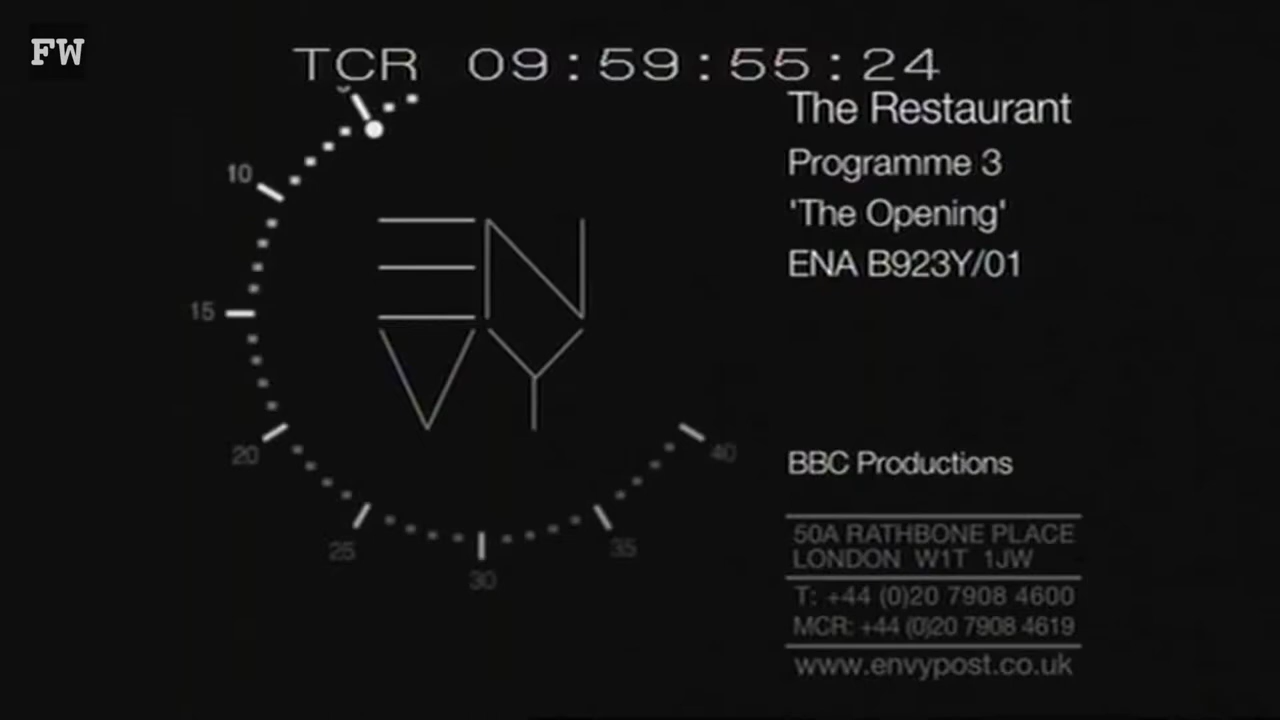 FW
TCR 09:59:55:24
The Restaurant
Programme 3
'The Opening'
ENA B923Y/01
10
15
20
25
30
35
40
EN
VY
BBC Productions
50A RATHBONE PLACE
LONDON W1T 1JW
T: +44 (0)20 7908 4600
MCR: +44 (0)20 7908 4619
www.envypost.co.uk